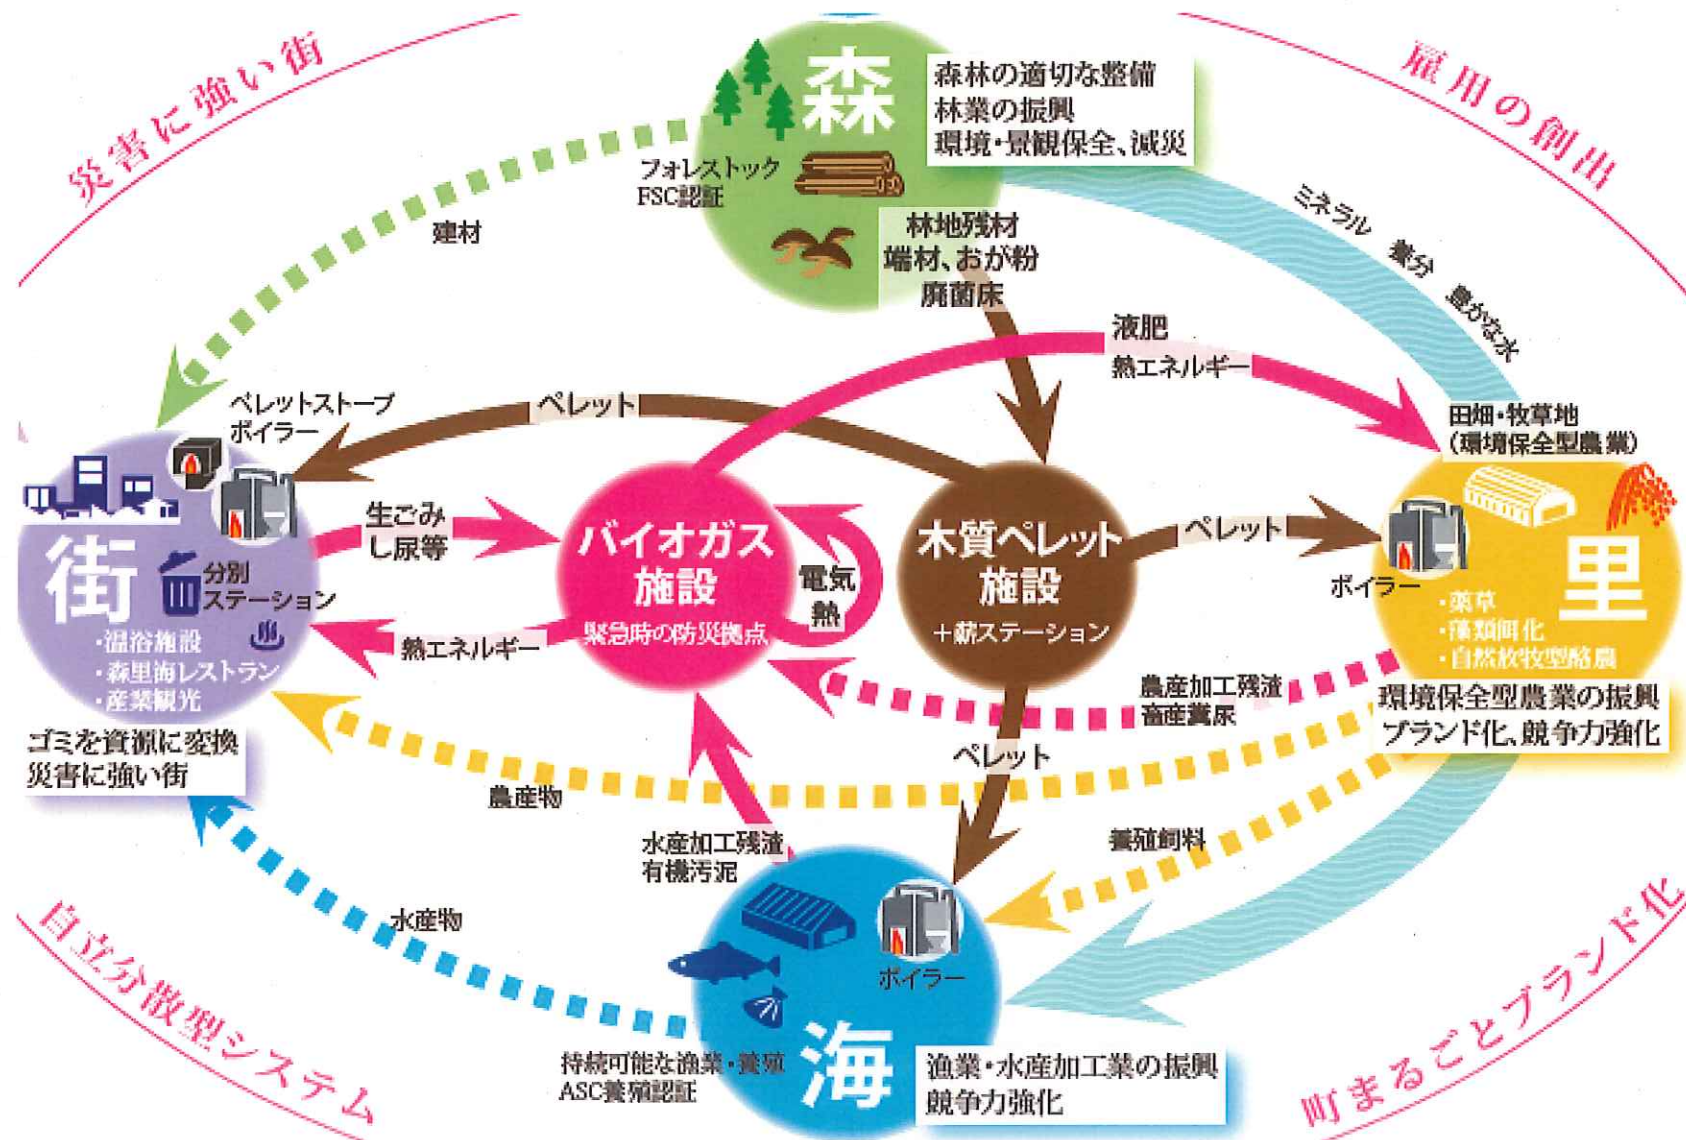 災害に強い街
雇用の創出
森
森林の適切な整備
林業の振興
環境・景観保全、減災
フォレストック
FSC認証
林地残材
端材、おが粉
廃菌床
建材
ミネラル　養分　豊かな水
液肥
熱エネルギー
ペレットストーブ
ボイラー
ペレット
田畑・牧草地
(環境保全型農業)
生ごみ
し尿等
バイオガス
施設
緊急時の防災拠点
電気
熱
木質ペレット
施設
＋薪ステーション
ペレット
ボイラー
里
・薬草
・藻類餌化
・自然放牧型酪農
街
分別
ステーション
・温浴施設
・森里海レストラン
・産業観光
熱エネルギー
農産加工残渣
畜産糞尿
環境保全型農業の振興
ブランド化、競争力強化
ゴミを資源に変換
災害に強い街
ペレット
農産物
水産加工残渣
有機汚泥
養殖飼料
水産物
ボイラー
海
持続可能な漁業・養殖
ASC養殖認証
漁業・水産加工業の振興
競争力強化
自立分散型システム
町まるごとブランド化